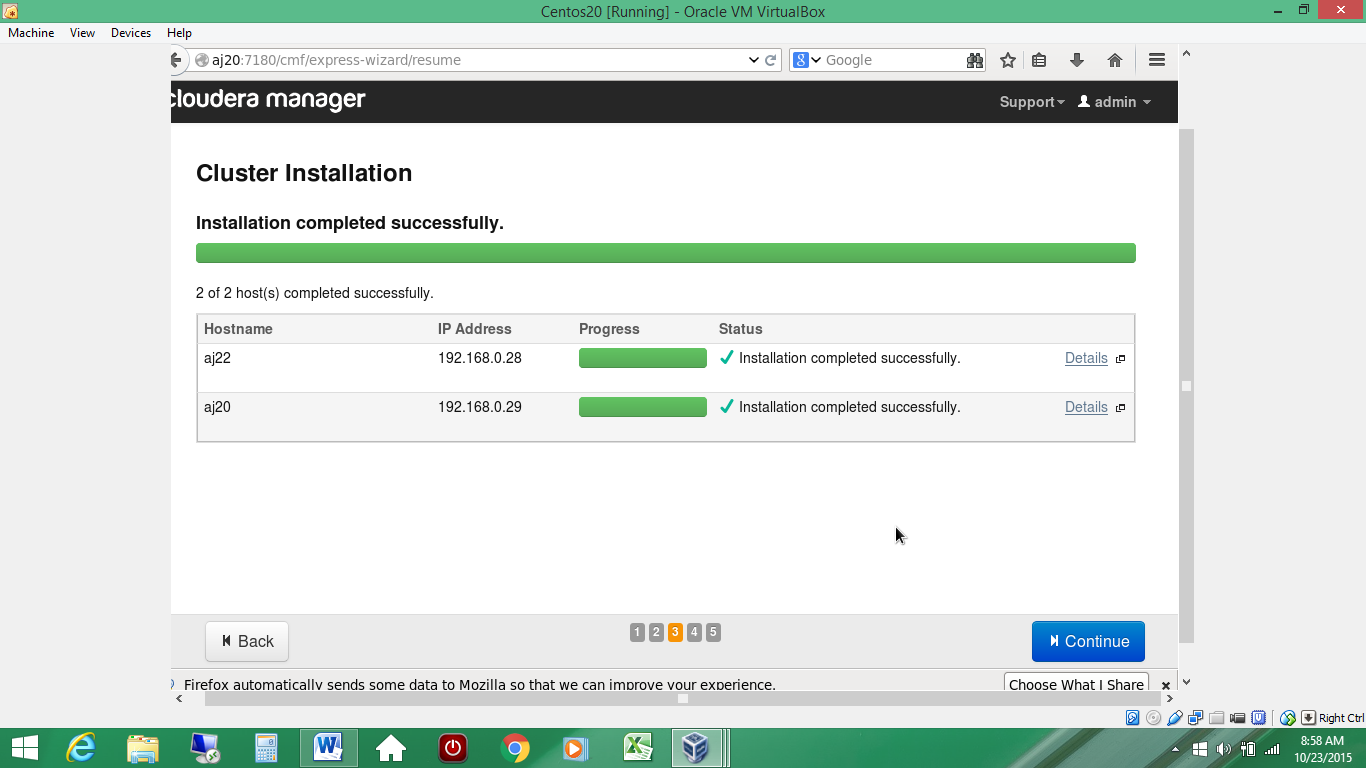 Centos20 [Running] - Oracle VM VirtualBox
Machine View Devices Help
aj20:7180/cmf/express-wizard/resume
Google
cloudera manager
Support
admin
Cluster Installation
Installation completed successfully.
2 of 2 host(s) completed successfully.
Hostname IP Address Progress Status
aj22 192.168.0.28 Installation completed successfully. Details
aj20 192.168.0.29 Installation completed successfully. Details
Back
1 2 3 4 5
Continue
Firefox automatically sends some data to Mozilla so that we can improve your experience.
Choose What I Share
Right Ctrl
8:58 AM
10/23/2015